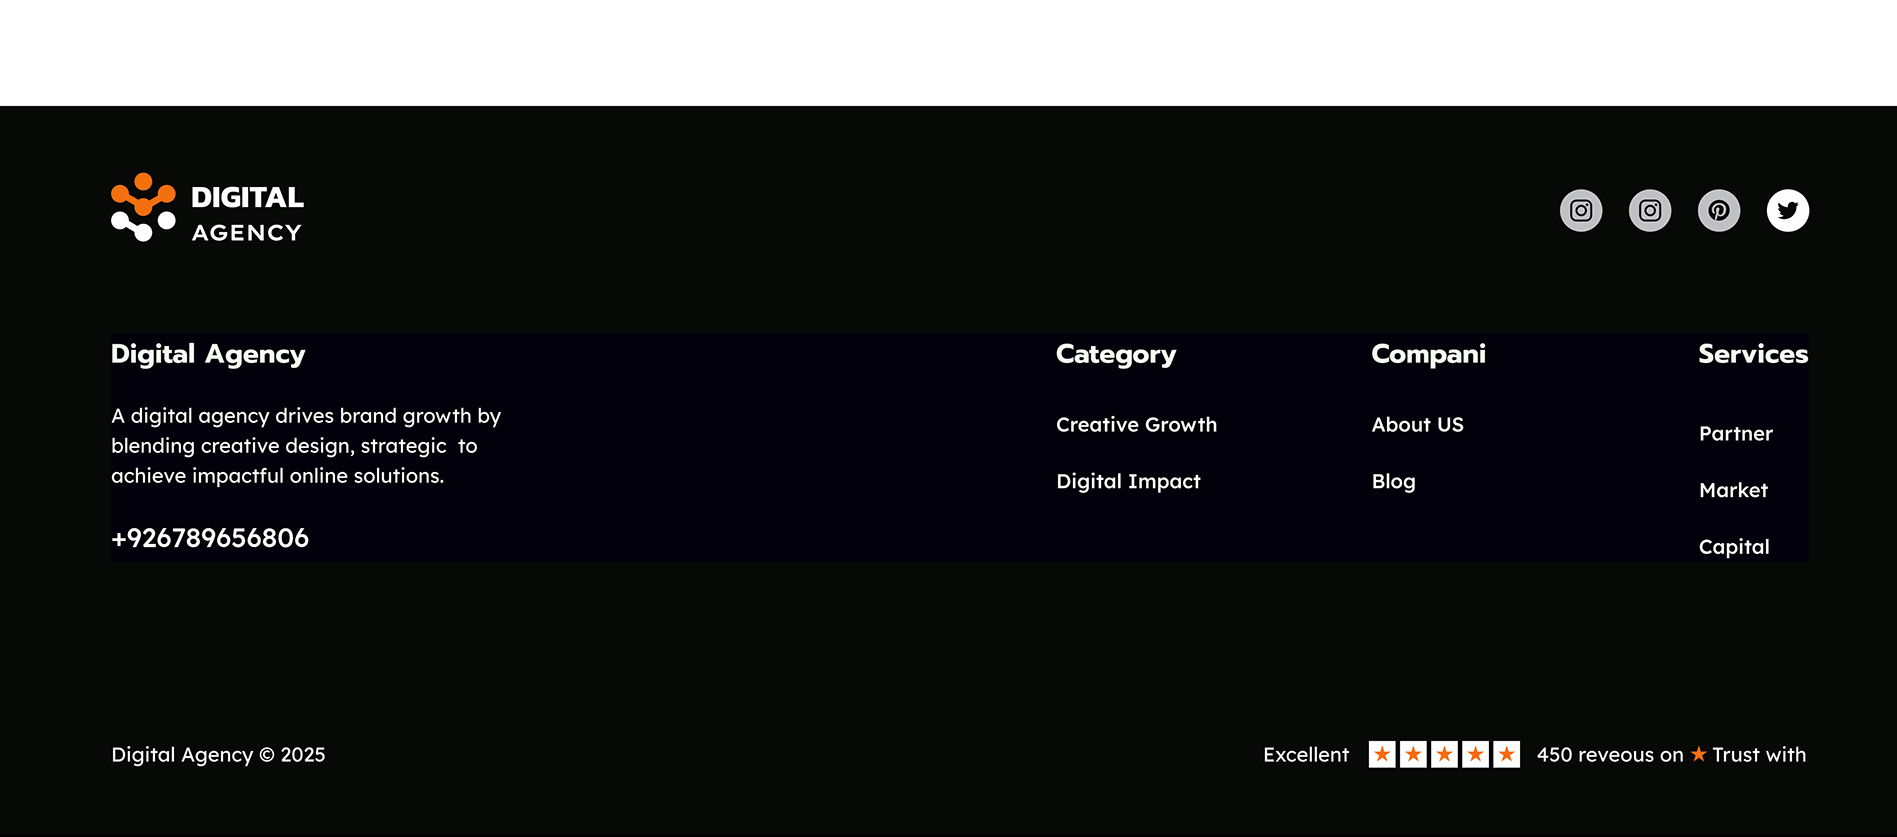 DIGITAL
AGENCY
Digital Agency
A digital agency drives brand growth by
blending creative design, strategic  to
achieve impactful online solutions.
+926789656806
Category
Creative Growth
Digital Impact
Compani
About US
Blog
Services
Partner
Market
Capital
Digital Agency © 2025
Excellent ★ ★ ★ ★ ★ 450 reveous on ★ Trust with